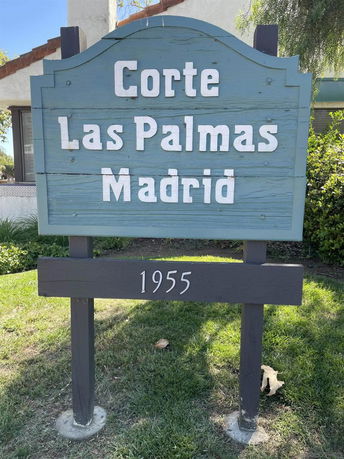 Corte
Las Palmas
Madrid
1955